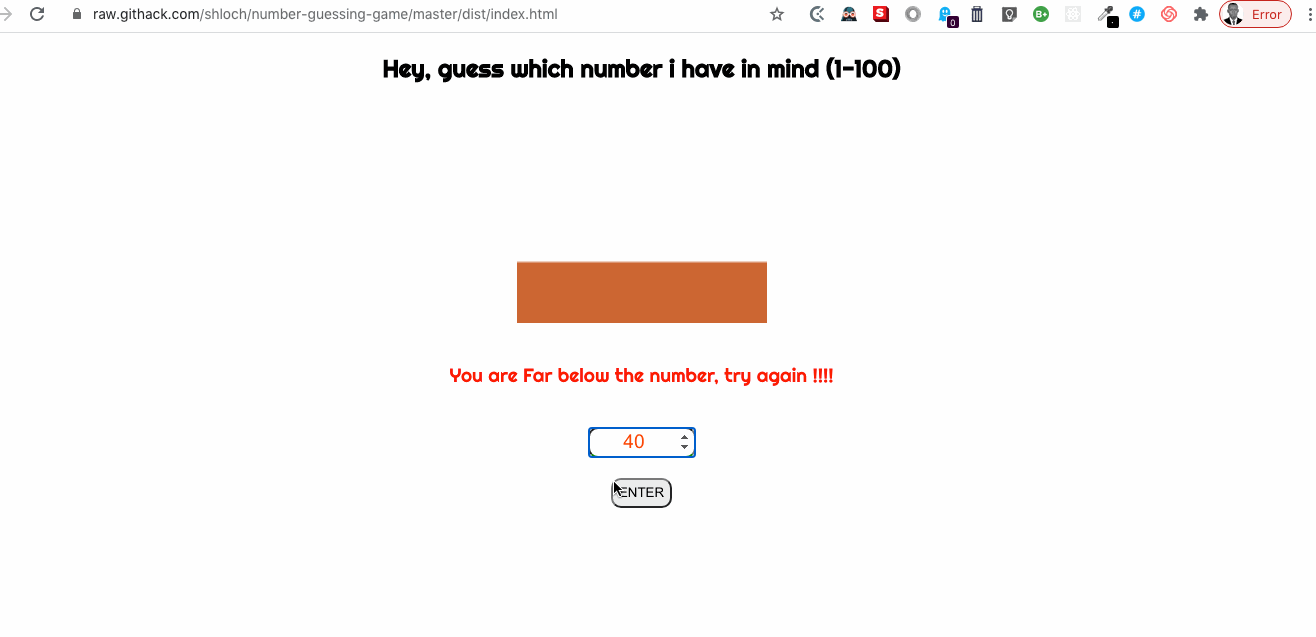 raw.githack.com/shloch/number-guessing-game/master/dist/index.html
S
0
B+
#
Error
Hey, guess which number i have in mind (1-100)
You are Far below the number, try again !!!!
40
ENTER